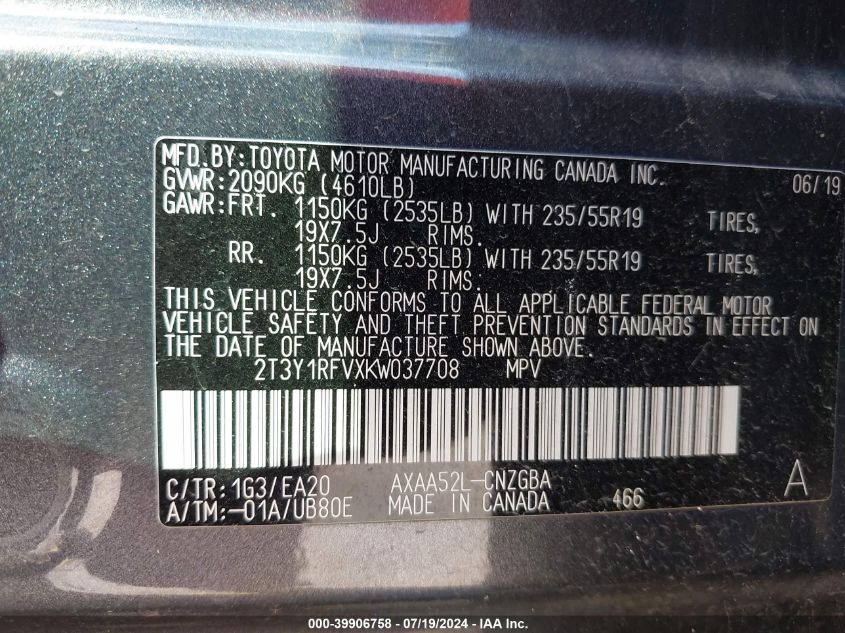 MFD.BY:TOYOTA MOTOR MANUFACTURING CANADA INC. 06/19
GVWR:2090KG (4610LB)
GAWR:FRT. 1150KG (2535LB) WITH 235/55R19 TIRES,
19X7.5J RIMS.
RR. 1150KG (2535LB) WITH 235/55R19 TIRES,
19X7.5J RIMS.
THIS VEHICLE CONFORMS TO ALL APPLICABLE FEDERAL MOTOR
VEHICLE SAFETY AND THEFT PREVENTION STANDARDS IN EFFECT ON
THE DATE OF MANUFACTURE SHOWN ABOVE.
2T3Y1RFVXKW037708 MPV
C/TR:1G3/EA20 AXAA52L-CNZGBA A
A/TM:-01A/UB80E MADE IN CANADA 466
000-39906758 - 07/19/2024 - IAA Inc.